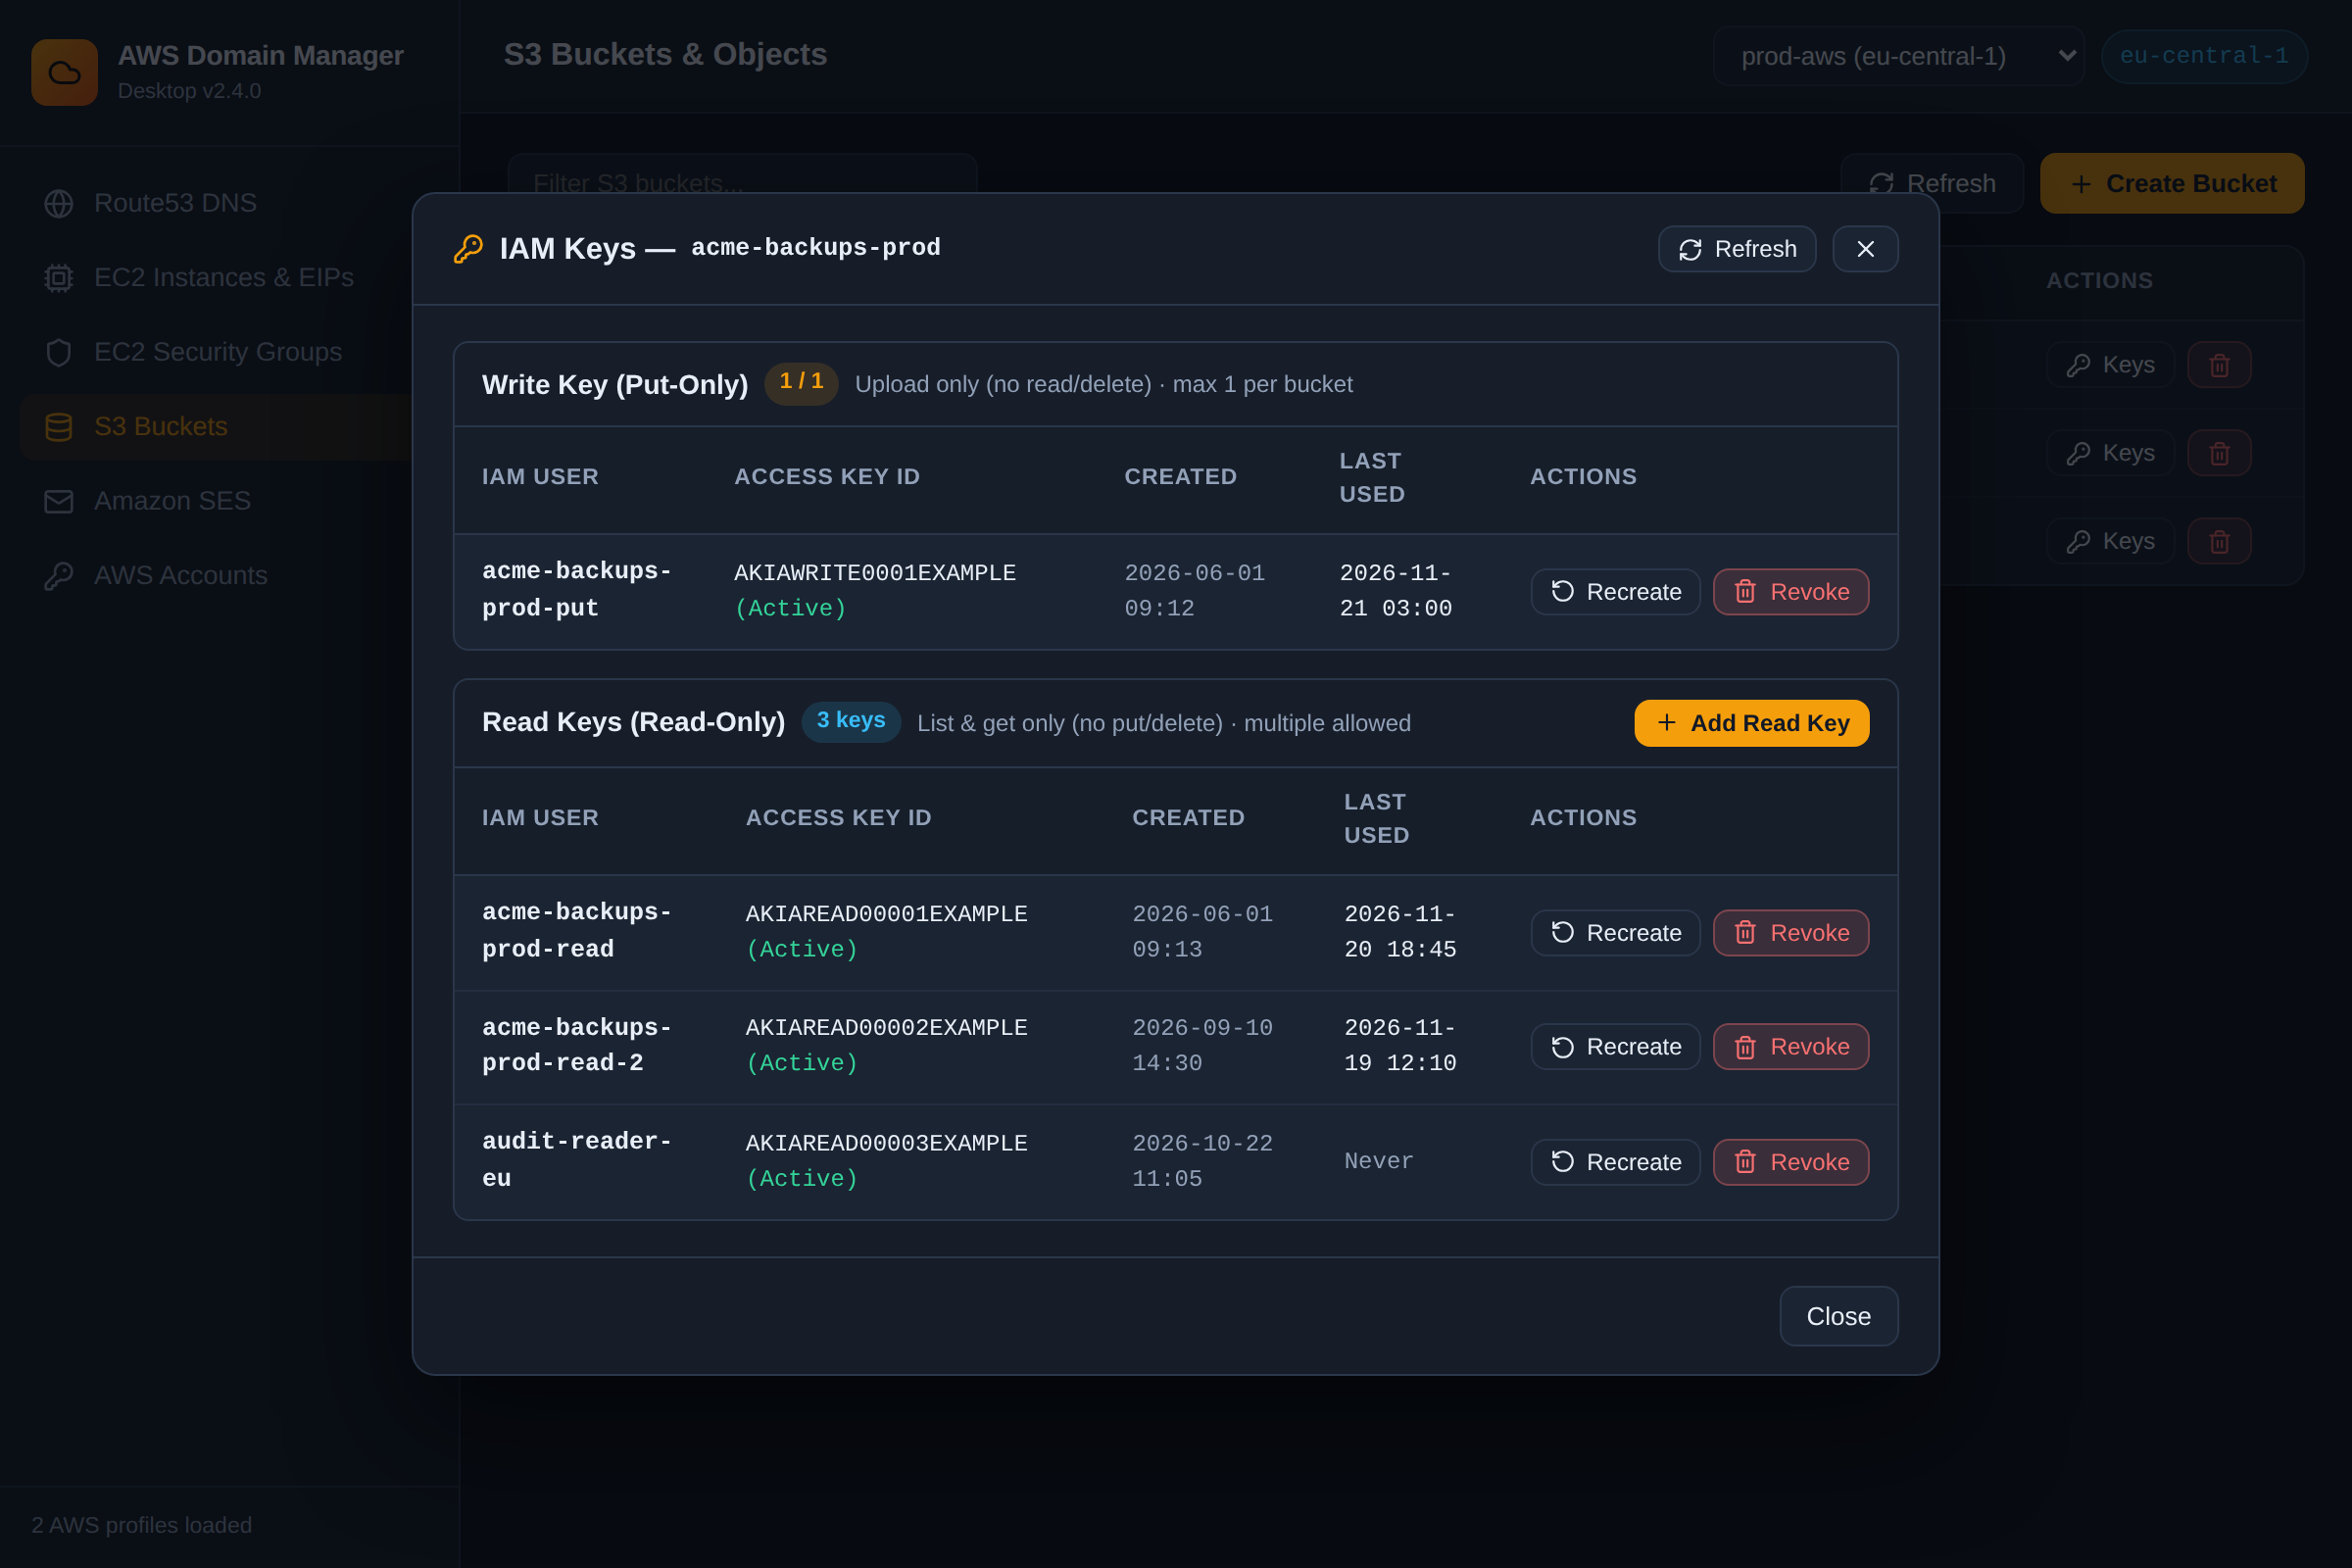 AWS Domain Manager
Desktop v2.4.0
S3 Buckets & Objects
prod-aws (eu-central-1)
eu-central-1
Route53 DNS
EC2 Instances & EIPs
EC2 Security Groups
S3 Buckets
Amazon SES
AWS Accounts
2 AWS profiles loaded
Filter S3 buckets...
Refresh
Create Bucket
ACTIONS
Keys
Keys
Keys
IAM Keys — acme-backups-prod
Refresh
Write Key (Put-Only) 1 / 1 Upload only (no read/delete) · max 1 per bucket
IAM USER ACCESS KEY ID CREATED LAST USED ACTIONS
acme-backups-
prod-put
AKIAWRITE0001EXAMPLE
(Active)
2026-06-01
09:12
2026-11-
21 03:00
Recreate Revoke
Read Keys (Read-Only) 3 keys List & get only (no put/delete) · multiple allowed Add Read Key
IAM USER ACCESS KEY ID CREATED LAST USED ACTIONS
acme-backups-
prod-read
AKIAREAD00001EXAMPLE
(Active)
2026-06-01
09:13
2026-11-
20 18:45
Recreate Revoke
acme-backups-
prod-read-2
AKIAREAD00002EXAMPLE
(Active)
2026-09-10
14:30
2026-11-
19 12:10
Recreate Revoke
audit-reader-
eu
AKIAREAD00003EXAMPLE
(Active)
2026-10-22
11:05
Never
Recreate Revoke
Close